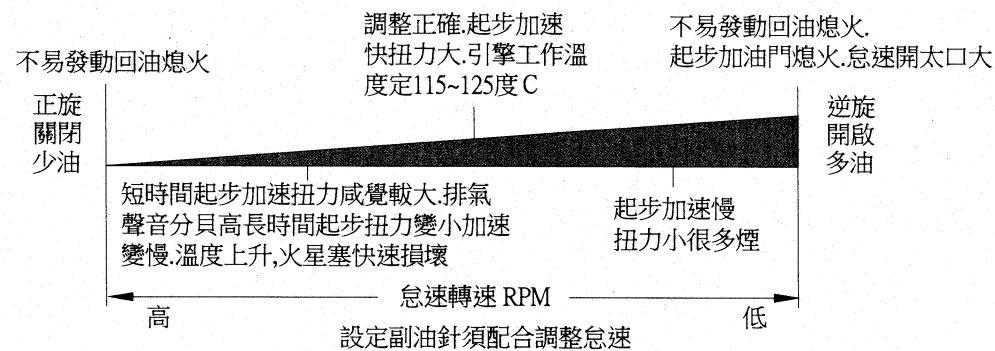 不易發動回油熄火
調整正確.起步加速
快扭力大.引擎工作溫
度定115~125度C
不易發動回油熄火.
起步加油門熄火.怠速開太口大
正旋
關閉
少油
逆旋
開啟
多油
短時間起步加速扭力咸覺載大.排氣
聲音分貝高長時間起步扭力變小加速
變慢.溫度上升,火星塞快速損壞
起步加速慢
扭力小很多煙
怠速轉速 RPM
高
低
設定副油針須配合調整怠速